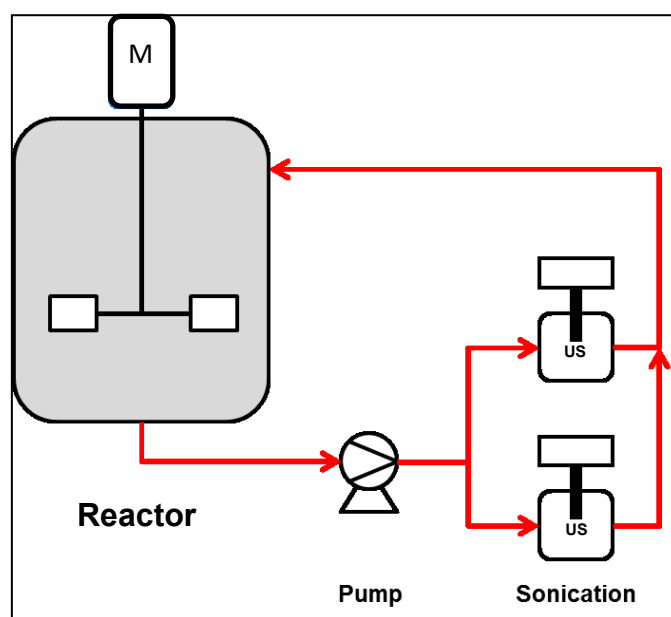 M
US
US
Reactor
Pump
Sonication